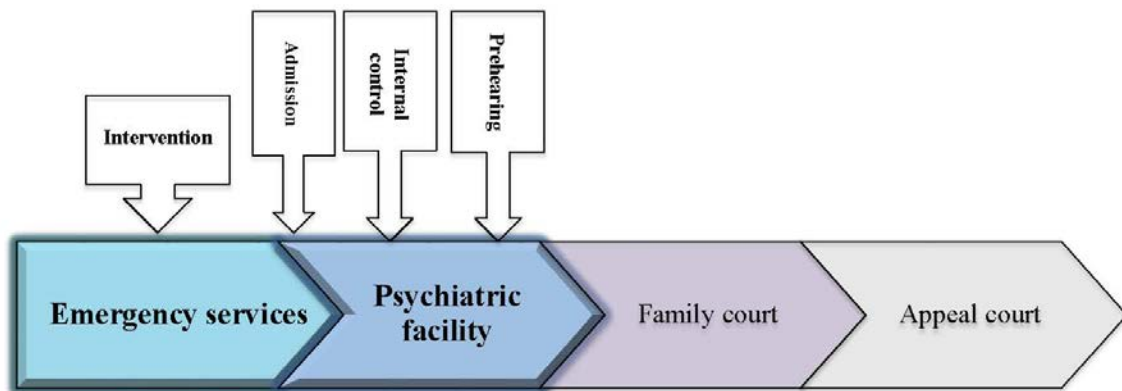 Intervention
Admission
Internal
control
Prehearing
Emergency services
Psychiatric
facility
Family court
Appeal court